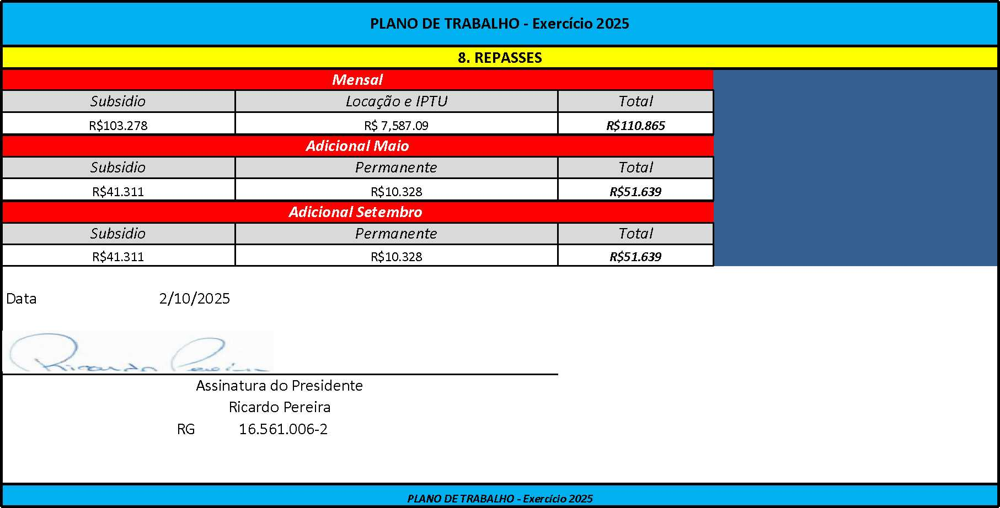 PLANO DE TRABALHO - Exercício 2025
8. REPASSES
Mensal
Subsidio Locação e IPTU Total
R$103.278 R$ 7,587.09 R$110.865
Adicional Maio
Subsidio Permanente Total
R$41.311 R$10.328 R$51.639
Adicional Setembro
Subsidio Permanente Total
R$41.311 R$10.328 R$51.639
Data 2/10/2025
Ricardo Pereira
Assinatura do Presidente
Ricardo Pereira
RG 16.561.006-2
PLANO DE TRABALHO - Exercício 2025